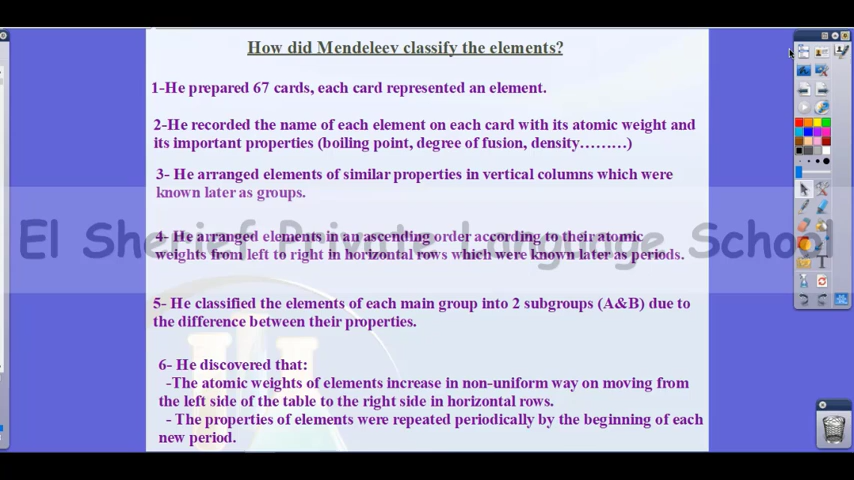 How did Mendeleev classify the elements?
1-He prepared 67 cards, each card represented an element.
2-He recorded the name of each element on each card with its atomic weight and
its important properties (boiling point, degree of fusion, density………)
3- He arranged elements of similar properties in vertical columns which were
known later as groups.
El Sherief Private Language School
4- He arranged elements in an ascending order according to their atomic
weights from left to right in horizontal rows which were known later as periods.
5- He classified the elements of each main group into 2 subgroups (A&B) due to
the difference between their properties.
6- He discovered that:
-The atomic weights of elements increase in non-uniform way on moving from
the left side of the table to the right side in horizontal rows.
- The properties of elements were repeated periodically by the beginning of each
new period.